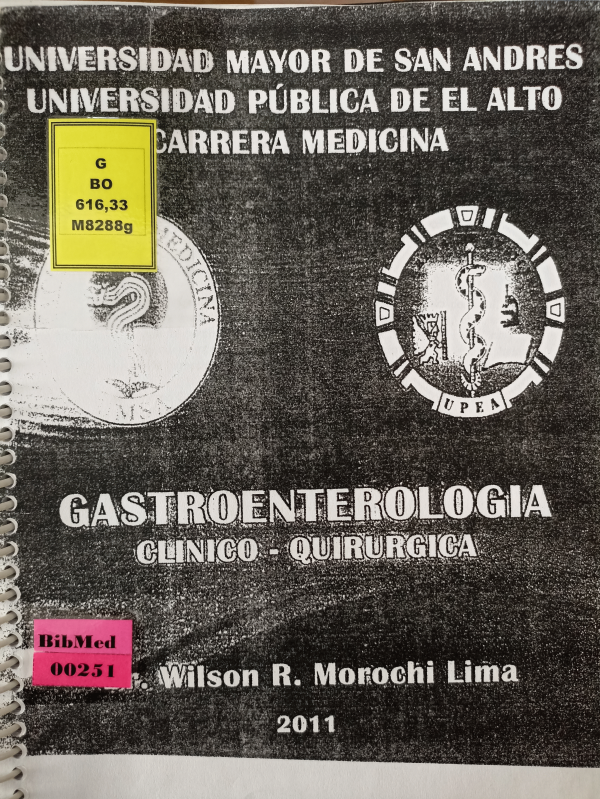 UNIVERSIDAD MAYOR DE SAN ANDRES
UNIVERSIDAD PÚBLICA DE EL ALTO
CARRERA MEDICINA
G
BO
616,33
M8288g
MEDICINA
UPEA
GASTROENTEROLOGIA
CLINICO - QUIRURGICA
BibMed
00251
Wilson R. Morochi Lima
2011